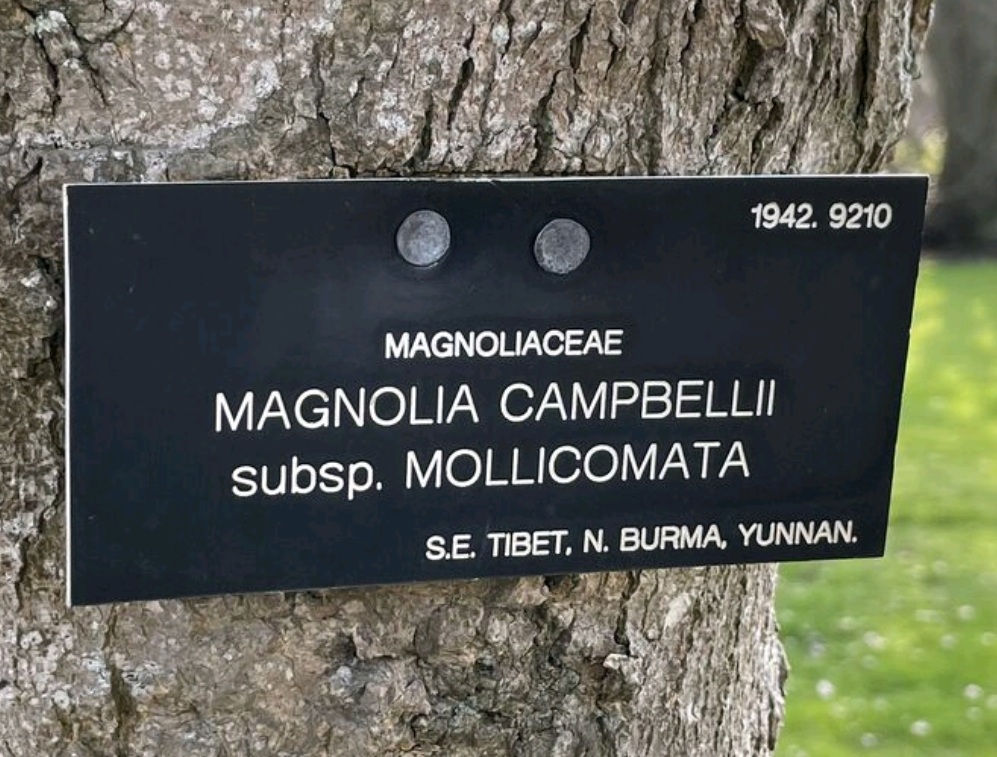 1942. 9210
MAGNOLIACEAE
MAGNOLIA CAMPBELLII
subsp. MOLLICOMATA
S.E. TIBET, N. BURMA, YUNNAN.